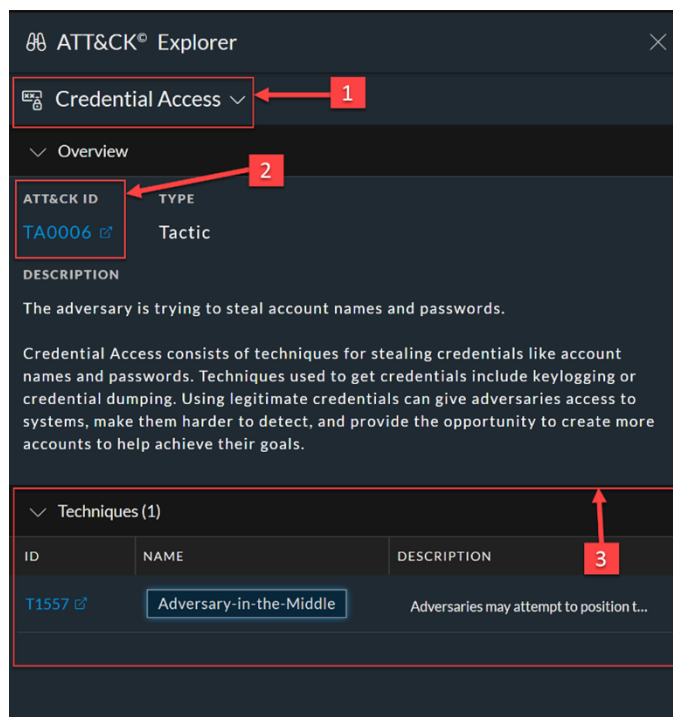 ATT&CK© Explorer
Credential Access
1
Overview
2
ATT&CK ID TYPE
TA0006 Tactic
DESCRIPTION
The adversary is trying to steal account names and passwords.
Credential Access consists of techniques for stealing credentials like account
names and passwords. Techniques used to get credentials include keylogging or
credential dumping. Using legitimate credentials can give adversaries access to
systems, make them harder to detect, and provide the opportunity to create more
accounts to help achieve their goals.
Techniques (1)
ID NAME DESCRIPTION
3
T1557 Adversary-in-the-Middle Adversaries may attempt to position t...